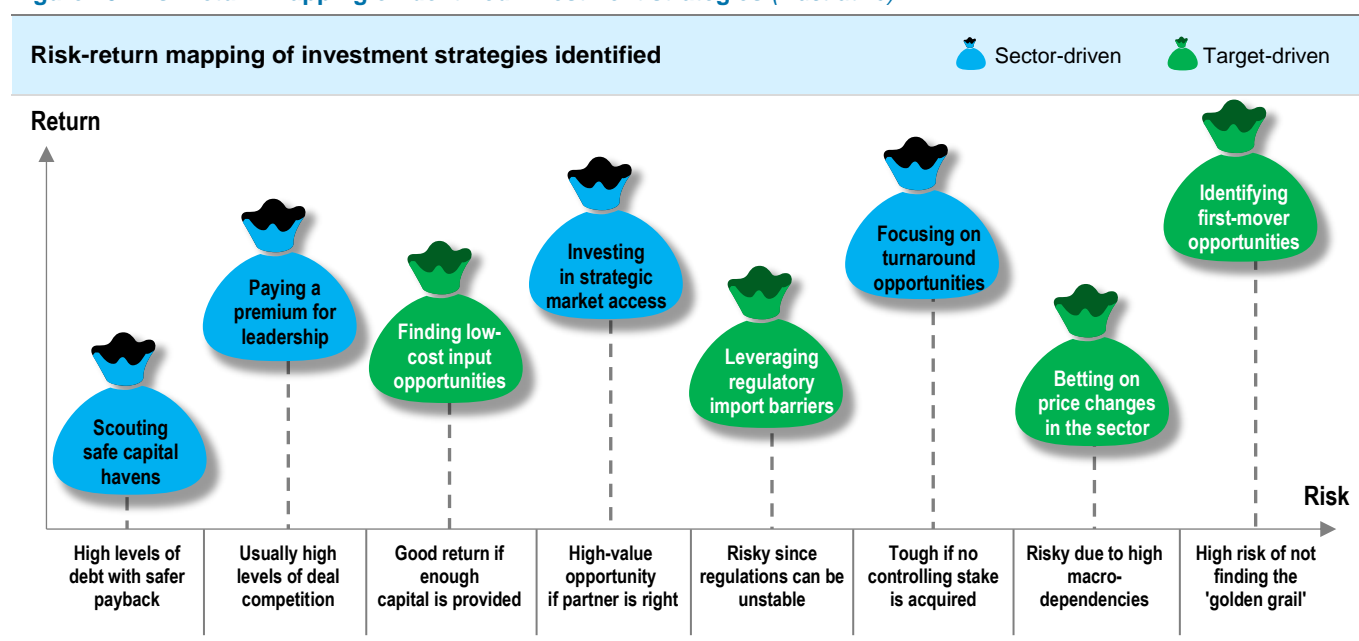 Risk-return mapping of investment strategies identified
Sector-driven
Target-driven
Return
Scouting
safe capital
havens
Paying a
premium for
leadership
Finding low-
cost input
opportunities
Investing
in strategic
market access
Leveraging
regulatory
import barriers
Focusing on
turnaround
opportunities
Betting on
price changes
in the sector
Identifying
first-mover
opportunities
Risk
High levels of
debt with safer
payback
Usually high
levels of deal
competition
Good return if
enough
capital is provided
High-value
opportunity
if partner is right
Risky since
regulations can be
unstable
Tough if no
controlling stake
is acquired
Risky due to high
macro-
dependencies
High risk of not
finding the
'golden grail'